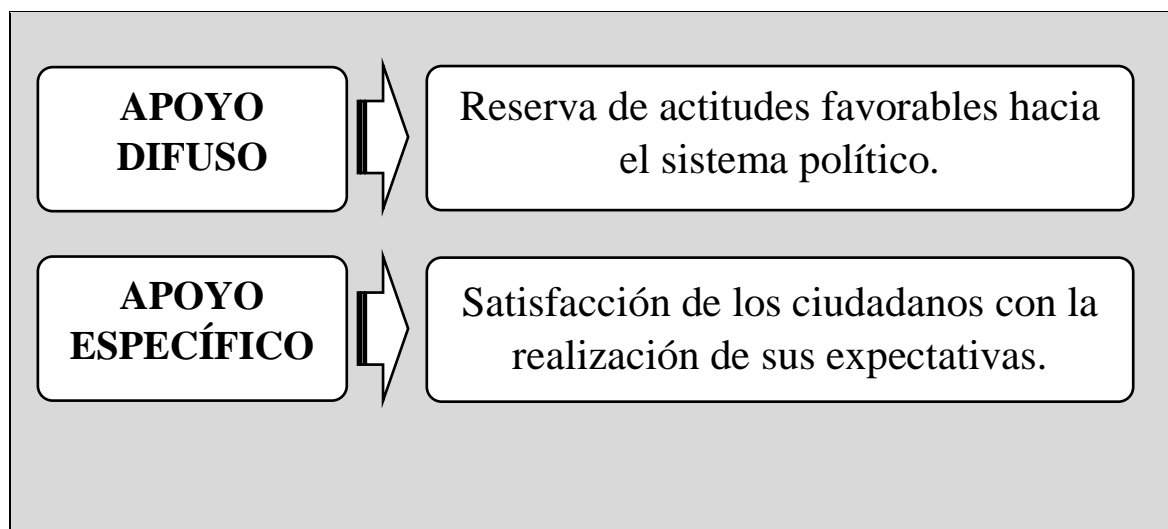 APOYO
DIFUSO
Reserva de actitudes favorables hacia
el sistema político.
APOYO
ESPECÍFICO
Satisfacción de los ciudadanos con la
realización de sus expectativas.